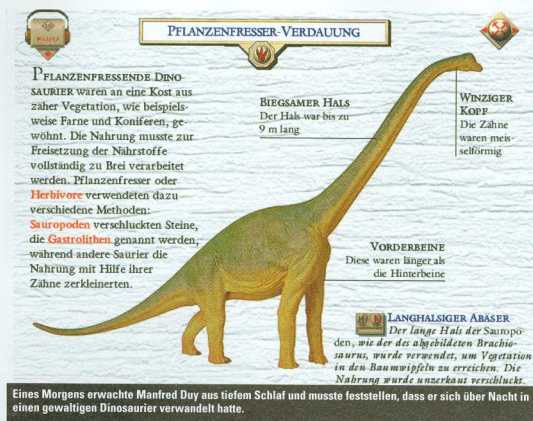 PAUSE
PFLANZENFRESSER-VERDAUUNG
PFLANZENFRESSENDE DINO-
SAURIER waren an eine Kost aus
zäher Vegetation, wie beispiels-
weise Farne und Koniferen, ge-
wöhnt. Die Nahrung musste zur
Freisetzung der Nährstoffe
vollständig zu Brei verarbeitet
werden. Pflanzenfresser oder
Herbivore verwendeten dazu
verschiedene Methoden:
Sauropoden verschluckten Steine,
die Gastrolithen genannt werden,
während andere Saurier die
Nahrung mit Hilfe ihrer
Zähne zerkleinerten.
BIEGSAMER HALS
Der Hals war bis zu
9 m lang
WINZIGER
KOPF
Die Zähne
waren meis-
selförmig
VORDERBEINE
Diese waren länger als
die Hinterbeine
LANGHALSIGER ABÄSER
Der lange Hals der Sauropo-
den, wie der des abgebildeten Brachio-
saurus, wurde verwendet, um Vegetation
in den Baumwipfeln zu erreichen. Die
Nahrung wurde unzerkaut verschluckt.
Eines Morgens erwachte Manfred Duy aus tiefem Schlaf und musste feststellen, dass er sich über Nacht in
einen gewaltigen Dinosaurier verwandelt hatte.